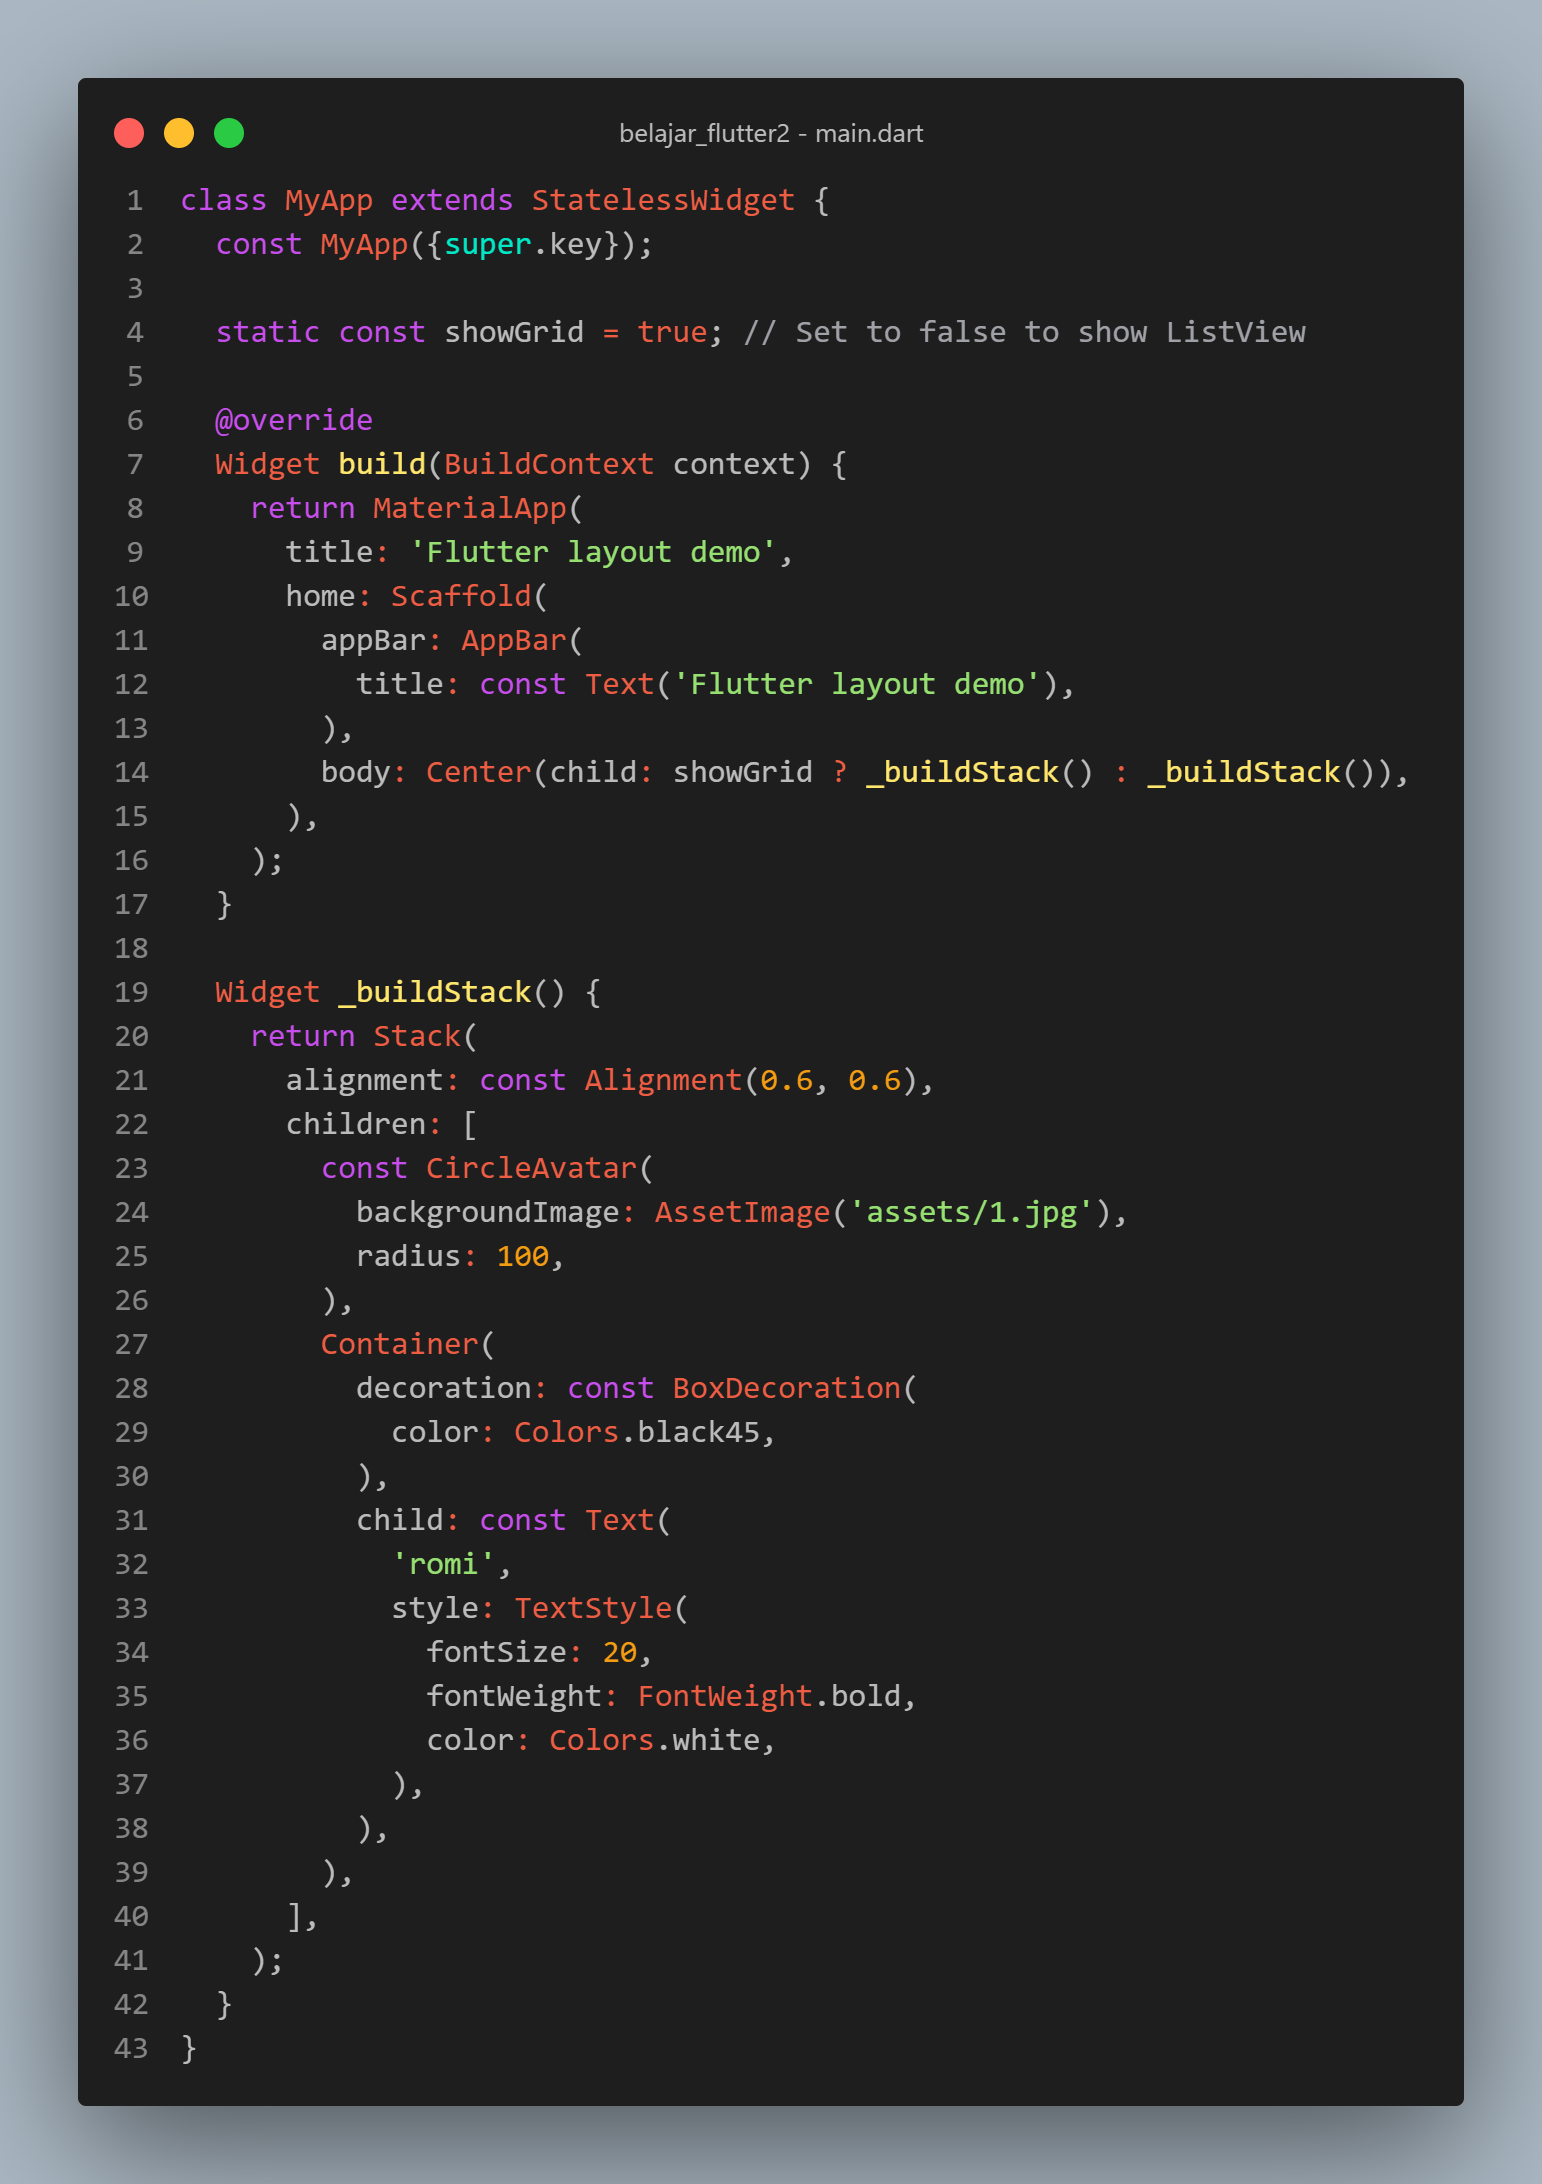 belajar_flutter2 - main.dart
1 class MyApp extends StatelessWidget {
2   const MyApp({super.key});
3
4   static const showGrid = true; // Set to false to show ListView
5
6   @override
7   Widget build(BuildContext context) {
8     return MaterialApp(
9       title: 'Flutter layout demo',
10       home: Scaffold(
11         appBar: AppBar(
12           title: const Text('Flutter layout demo'),
13         ),
14         body: Center(child: showGrid ? _buildStack() : _buildStack()),
15       ),
16     );
17   }
18
19   Widget _buildStack() {
20     return Stack(
21       alignment: const Alignment(0.6, 0.6),
22       children: [
23         const CircleAvatar(
24           backgroundImage: AssetImage('assets/1.jpg'),
25           radius: 100,
26         ),
27         Container(
28           decoration: const BoxDecoration(
29             color: Colors.black45,
30           ),
31           child: const Text(
32             'romi',
33             style: TextStyle(
34               fontSize: 20,
35               fontWeight: FontWeight.bold,
36               color: Colors.white,
37             ),
38           ),
39         ),
40       ],
41     );
42   }
43 }